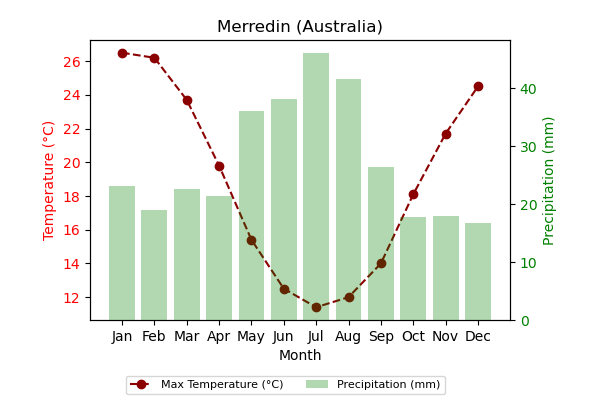 Merredin (Australia)
Temperature (°C)
26
24
22
20
18
16
14
12
Precipitation (mm)
40
30
20
10
0
Jan Feb Mar Apr May Jun Jul Aug Sep Oct Nov Dec
Month
Max Temperature (°C) Precipitation (mm)